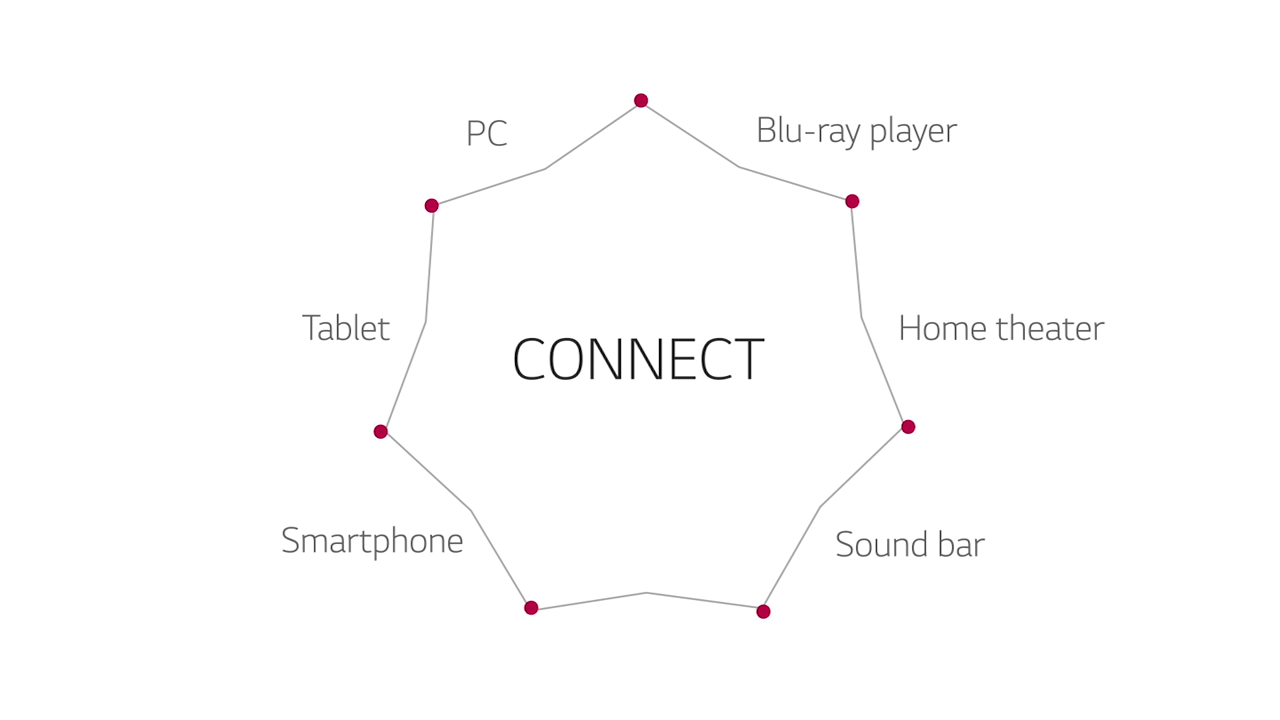 PC
Blu-ray player
Tablet
Home theater
CONNECT
Smartphone
Sound bar